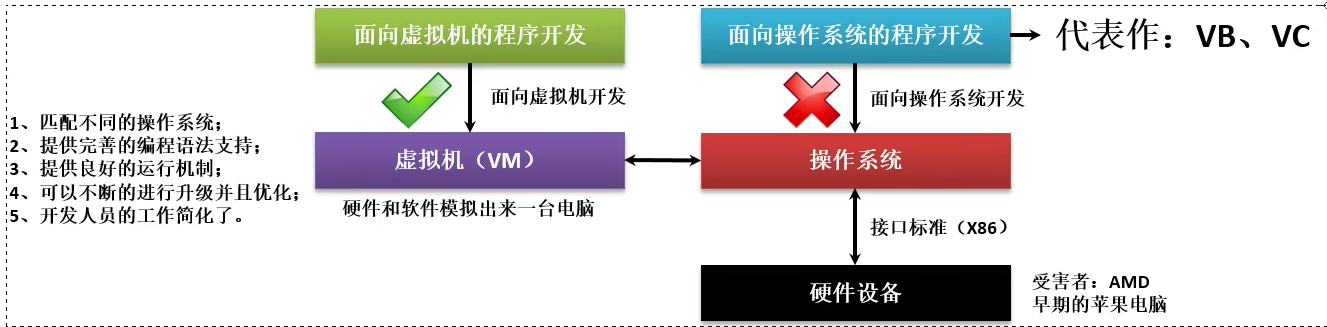 面向虚拟机的程序开发
面向操作系统的程序开发
代表作：VB、VC
面向虚拟机开发
面向操作系统开发
1、匹配不同的操作系统；
2、提供完善的编程语法支持；
3、提供良好的运行机制；
4、可以不断的进行升级并且优化；
5、开发人员的工作简化了。
虚拟机（VM）
操作系统
硬件和软件模拟出来一台电脑
接口标准（X86）
硬件设备
受害者：AMD
早期的苹果电脑